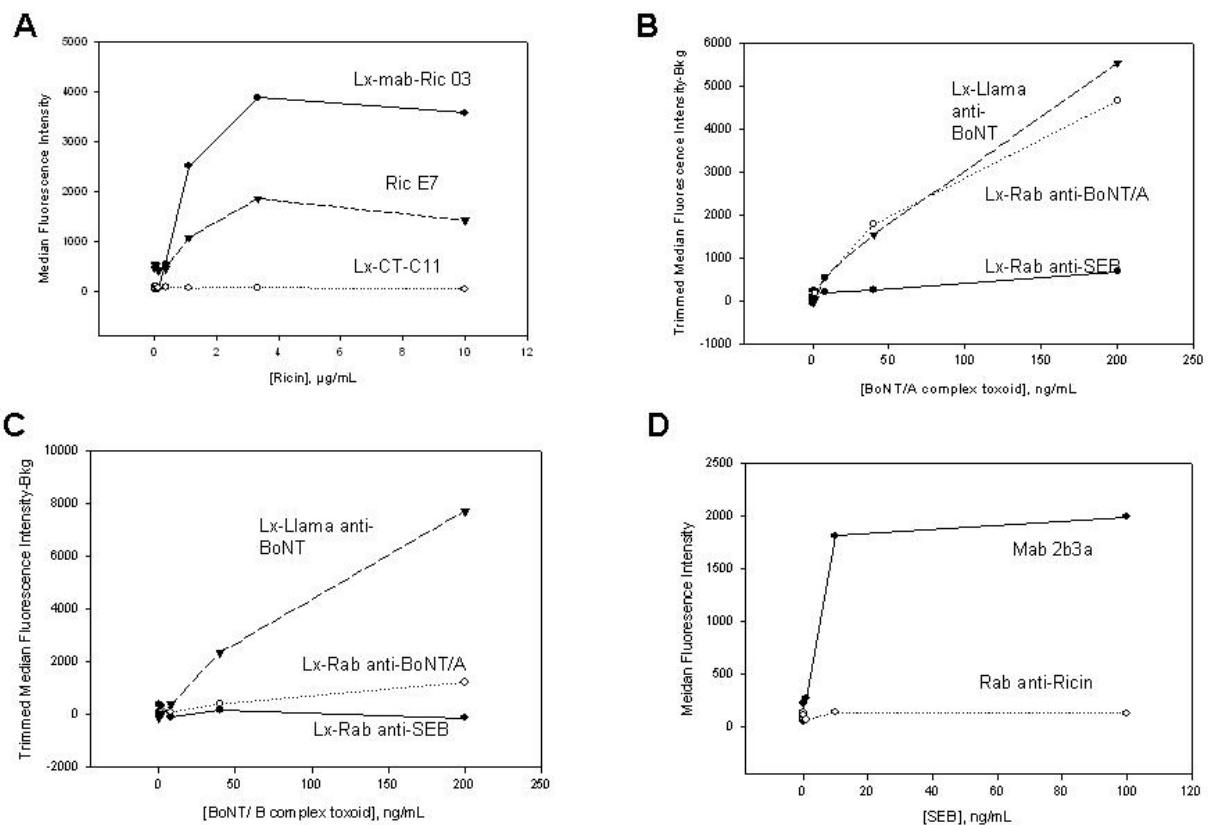 A
5000
4000
3000
2000
1000
0
Median Fluorescence Intensity
Lx-mab-Ric 03
Ric E7
Lx-CT-C11
0 2 4 6 8 10 12
[Ricin], µg/mL
B
6000
5000
4000
3000
2000
1000
0
-1000
Trimmed Median Fluorescence Intensity-Bkg
Lx-Llama
anti-
BoNT
Lx-Rab anti-BoNT/A
Lx-Rab anti-SEB
0 50 100 150 200 250
[BoNT/A complex toxoid], ng/mL
C
10000
8000
6000
4000
2000
0
-2000
Trimmed Median Fluorescence Intensity-Bkg
Lx-Llama anti-
BoNT
Lx-Rab anti-BoNT/A
Lx-Rab anti-SEB
0 50 100 150 200 250
[BoNT/ B complex toxoid], ng/mL
D
2500
2000
1500
1000
500
0
Meidan Fluoresence Intensity
Mab 2b3a
Rab anti-Ricin
0 20 40 60 80 100 120
[SEB], ng/mL